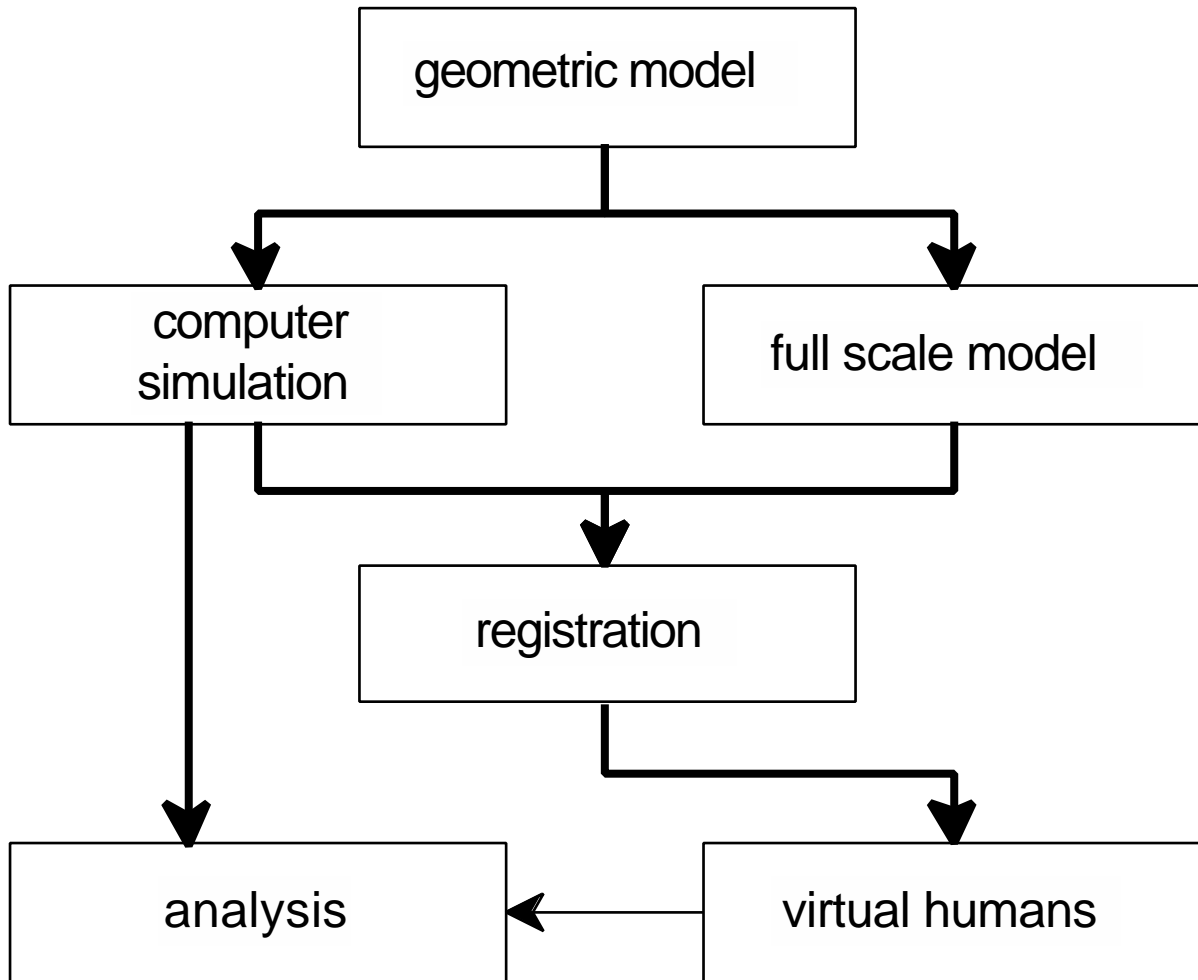 geometric model
computer
simulation
full scale model
registration
analysis
virtual humans